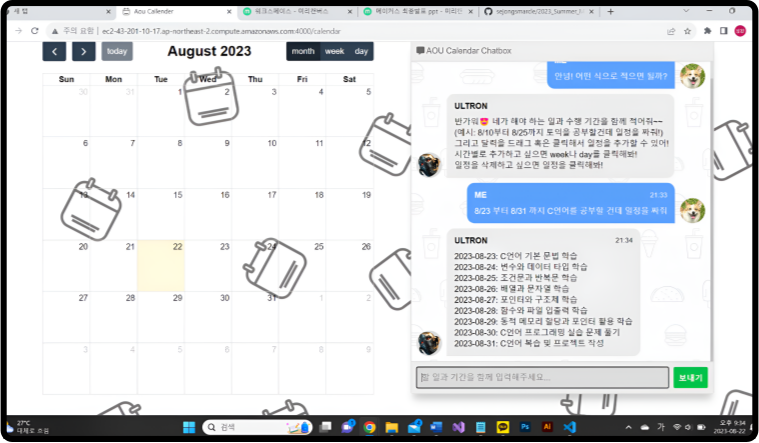 새 탭
Aou Calender
워크스페이스 - 미리캔버스
에이커스 최종발표 ppt - 미리캔
sejongsmarcle/2023_Summer_
주의 요함
ec2-43-201-10-17.ap-northeast-2.compute.amazonaws.com:4000/calendar
today
August 2023
month week day
Sun Mon Tue Wed Thu Fri Sat
30 31 1 2 3 4 5
6 7 8 9 10 11 12
13 14 15 16 17 18 19
20 21 22 23 24 25 26
27 28 29 30 31 1 2
3 4 5 6 7 8 9
AOU Calendar Chatbox
안녕! 어떤 식으로 적으면 될까?
ULTRON
반가워😍 네가 해야 하는 일과 수행 기간을 함께 적어줘~~
(예시: 8/10부터 8/25까지 토익을 공부할건데 일정을 짜줘!)
그리고 달력을 드래그 혹은 클릭해서 일정을 추가할 수 있어!
시간별로 추가하고 싶으면 week나 day를 클릭해봐!
일정을 삭제하고 싶으면 일정을 클릭해봐!
ME 21:33
8/23 부터 8/31 까지 C언어를 공부할 건데 일정을 짜줘
ULTRON 21:34
2023-08-23: C언어 기본 문법 학습
2023-08-24: 변수와 데이터 타입 학습
2023-08-25: 조건문과 반복문 학습
2023-08-26: 배열과 문자열 학습
2023-08-27: 포인터와 구조체 학습
2023-08-28: 함수와 파일 입출력 학습
2023-08-29: 동적 메모리 할당과 포인터 활용 학습
2023-08-30: C언어 프로그래밍 실습 문제 풀기
2023-08-31: C언어 복습 및 프로젝트 작성
일과 기간을 함께 입력해주세요...
보내기
27°C
대체로 흐림
검색
가
오후 9:34
2023-08-22